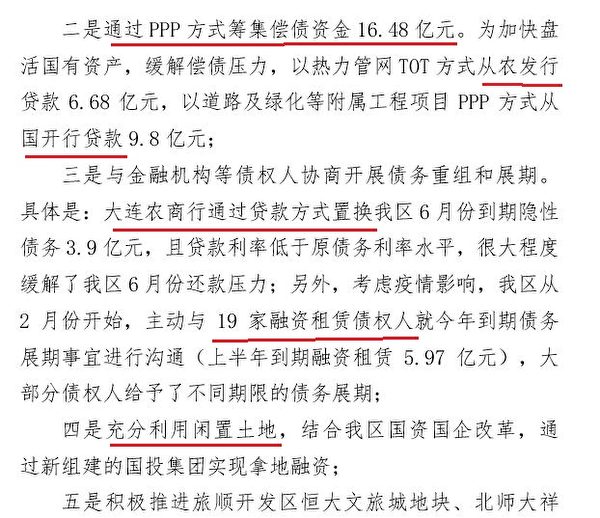 二是通过 PPP 方式筹集偿债资金 16.48 亿元。为加快盘
活国有资产，缓解偿债压力，以热力管网 TOT 方式从农发行
贷款 6.68 亿元，以道路及绿化等附属工程项目 PPP 方式从
国开行贷款 9.8 亿元；
三是与金融机构等债权人协商开展债务重组和展期。
具体是：大连农商行通过贷款方式置换我区 6 月份到期隐性
债务 3.9 亿元，且贷款利率低于原债务利率水平，很大程度
缓解了我区 6 月份还款压力；另外，考虑疫情影响，我区从
2 月份开始，主动与 19 家融资租赁债权人就今年到期债务
展期事宜进行沟通（上半年到期融资租赁 5.97 亿元），大
部分债权人给予了不同期限的债务展期；
四是充分利用闲置土地，结合我区国资国企改革，通
过新组建的国投集团实现拿地融资；
五是积极推进旅顺开发区恒大文旅城地块、北师大祥